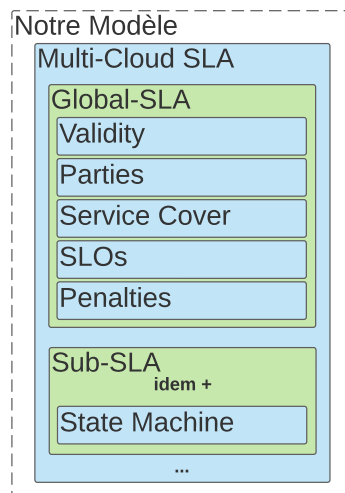 Notre Modèle
Multi-Cloud SLA
Global-SLA
Validity
Parties
Service Cover
SLOs
Penalties
Sub-SLA
idem +
State Machine
...